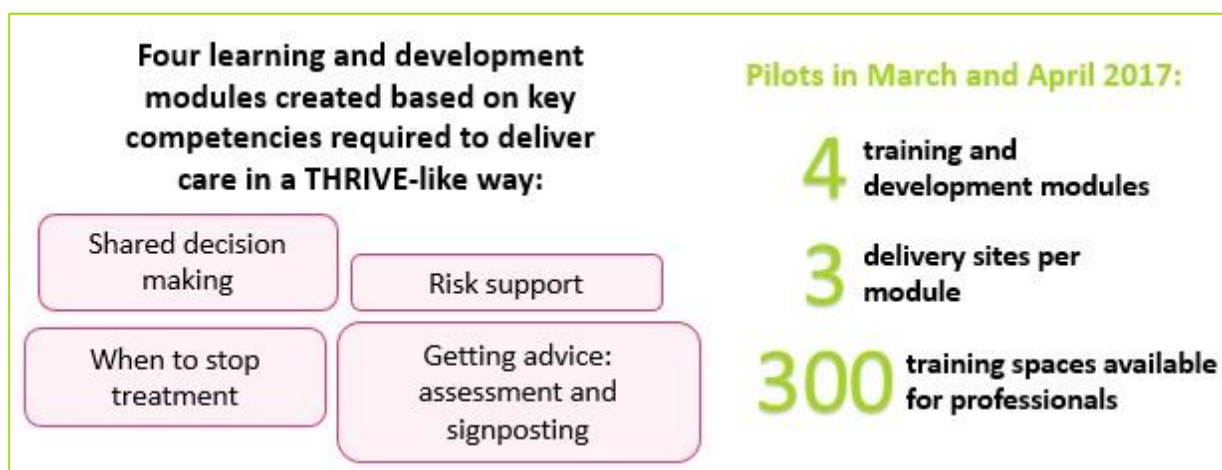 Four learning and development
modules created based on key
competencies required to deliver
care in a THRIVE-like way:
Shared decision
making
Risk support
When to stop
treatment
Getting advice:
assessment and
signposting
Pilots in March and April 2017:
4 training and
development modules
3 delivery sites per
module
300 training spaces available
for professionals